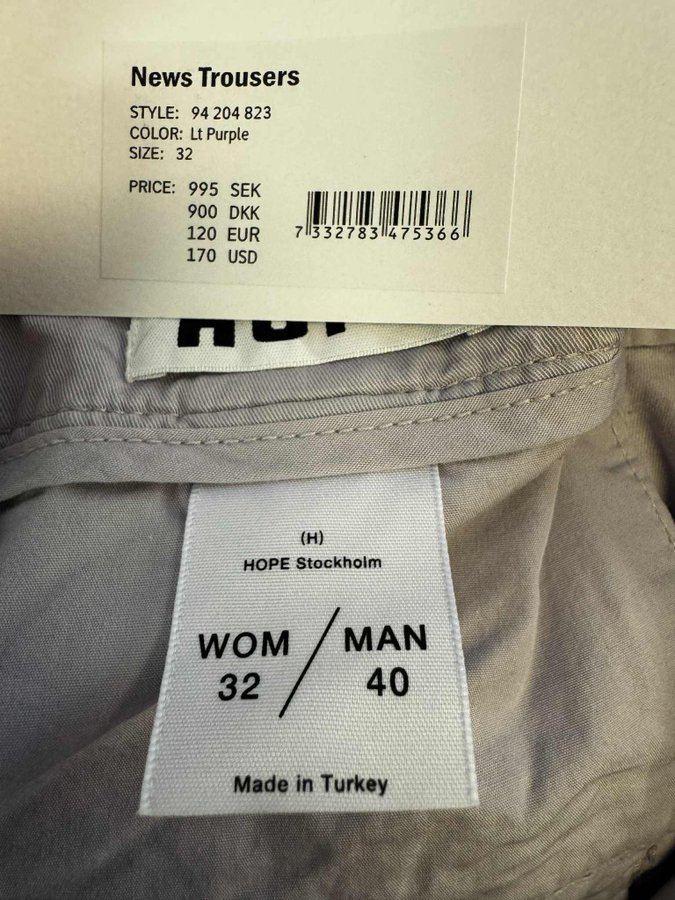 News Trousers
STYLE: 94 204 823
COLOR: Lt Purple
SIZE: 32
PRICE: 995 SEK
900 DKK
120 EUR
170 USD
7 332783 475366
(H)
HOPE Stockholm
WOM / MAN
32 / 40
Made in Turkey